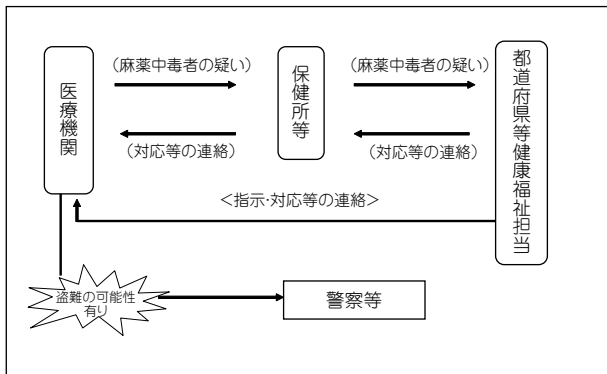 医療機関
(麻薬中毒者の疑い)
(対応等の連絡)
保健所等
(麻薬中毒者の疑い)
(対応等の連絡)
都道府県等健康福祉担当
<指示・対応等の連絡>
盗難の可能性
有り
警察等